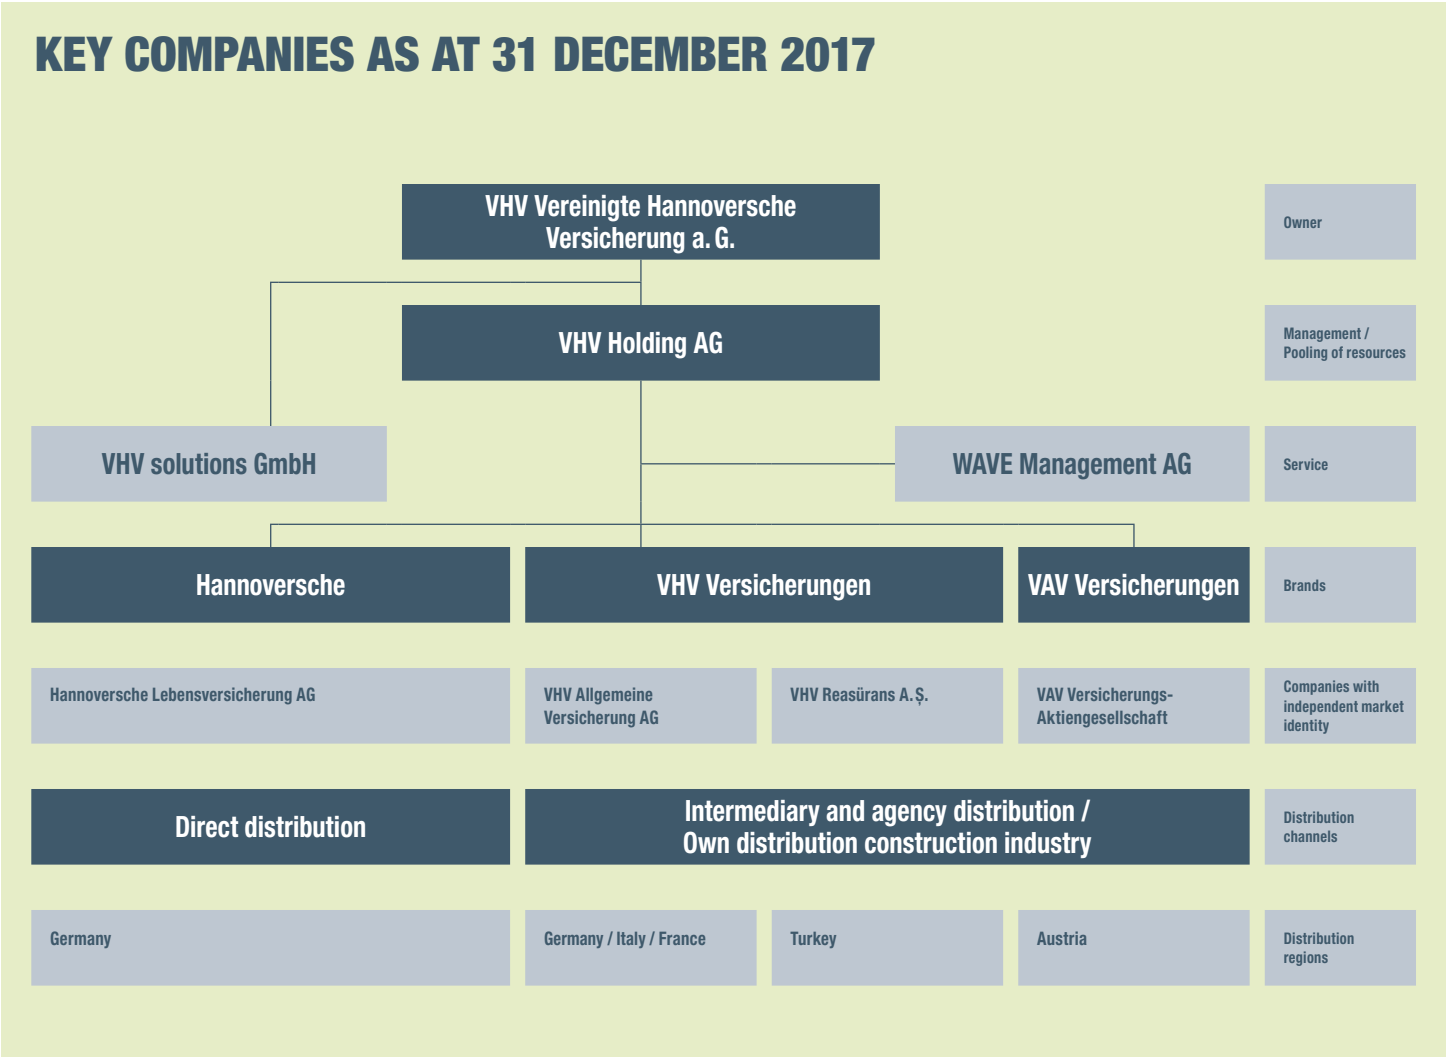 KEY COMPANIES AS AT 31 DECEMBER 2017
VHV Vereinigte Hannoversche
Versicherung a. G.
Owner
VHV Holding AG
Management /
Pooling of resources
VHV solutions GmbH
WAVE Management AG
Service
Hannoversche
VHV Versicherungen
VAV Versicherungen
Brands
Hannoversche Lebensversicherung AG
VHV Allgemeine
Versicherung AG
VHV Reasürans A. Ş.
VAV Versicherungs-
Aktiengesellschaft
Companies with
independent market
identity
Direct distribution
Intermediary and agency distribution /
Own distribution construction industry
Distribution
channels
Germany
Germany / Italy / France
Turkey
Austria
Distribution
regions